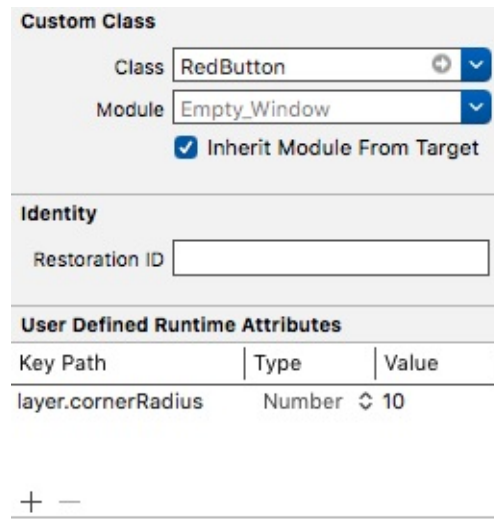 Custom Class
Class RedButton
Module Empty_Window
Inherit Module From Target
Identity
Restoration ID
User Defined Runtime Attributes
Key Path Type Value
layer.cornerRadius Number 10